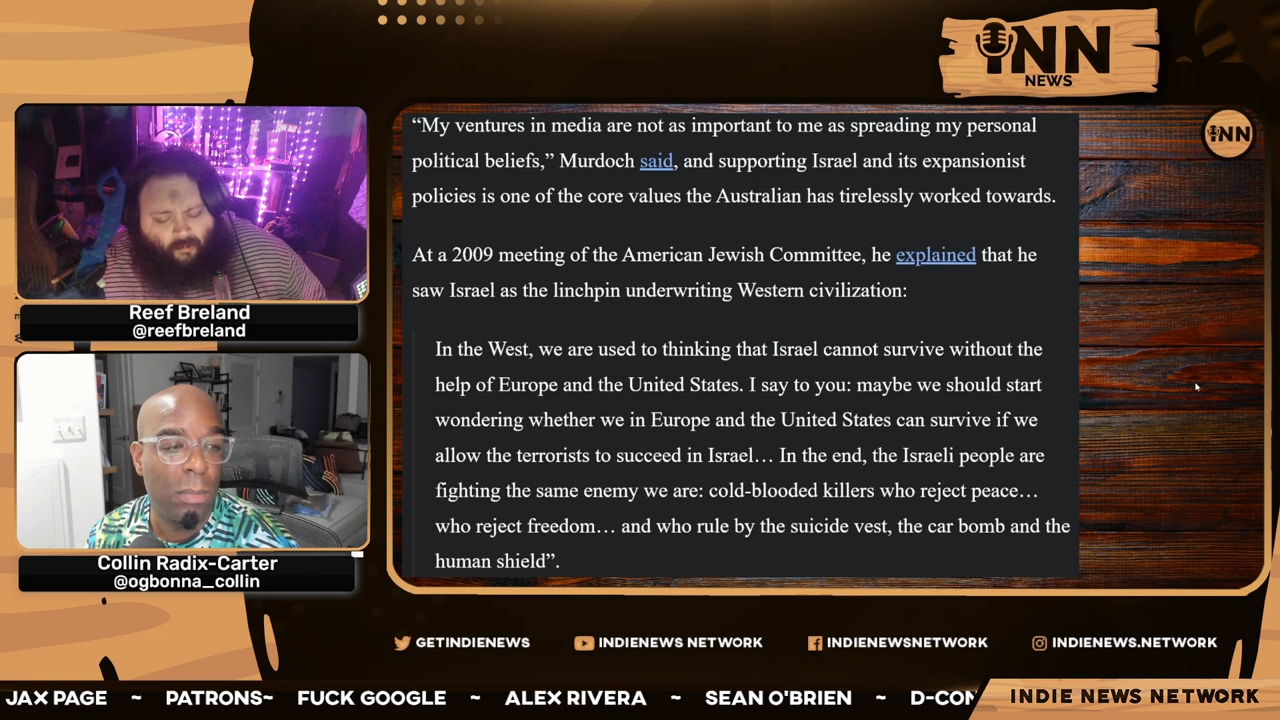 INN
NEWS
INN
“My ventures in media are not as important to me as spreading my personal
political beliefs,” Murdoch said, and supporting Israel and its expansionist
policies is one of the core values the Australian has tirelessly worked towards.
At a 2009 meeting of the American Jewish Committee, he explained that he
saw Israel as the linchpin underwriting Western civilization:
In the West, we are used to thinking that Israel cannot survive without the
help of Europe and the United States. I say to you: maybe we should start
wondering whether we in Europe and the United States can survive if we
allow the terrorists to succeed in Israel… In the end, the Israeli people are
fighting the same enemy we are: cold-blooded killers who reject peace…
who reject freedom… and who rule by the suicide vest, the car bomb and the
human shield”.
Reef Breland
@reefbreland
Collin Radix-Carter
@ogbonna_collin
GETINDIENEWS
INDIENEWS NETWORK
INDIENEWSNETWORK
INDIENEWS.NETWORK
JAX PAGE ~ PATRONS~ FUCK GOOGLE ~ ALEX RIVERA ~ SEAN O'BRIEN ~ D-CON
INDIE NEWS NETWORK